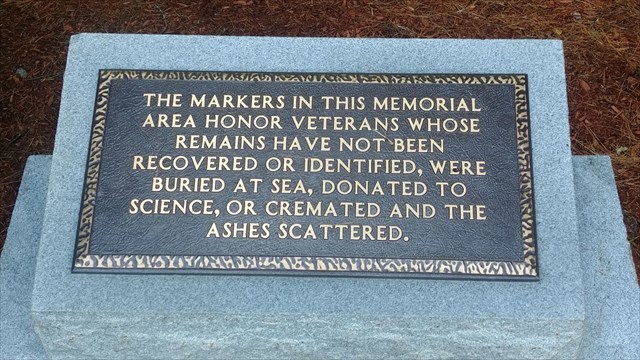 THE MARKERS IN THIS MEMORIAL
AREA HONOR VETERANS WHOSE
REMAINS HAVE NOT BEEN
RECOVERED OR IDENTIFIED, WERE
BURIED AT SEA, DONATED TO
SCIENCE, OR CREMATED AND THE
ASHES SCATTERED.